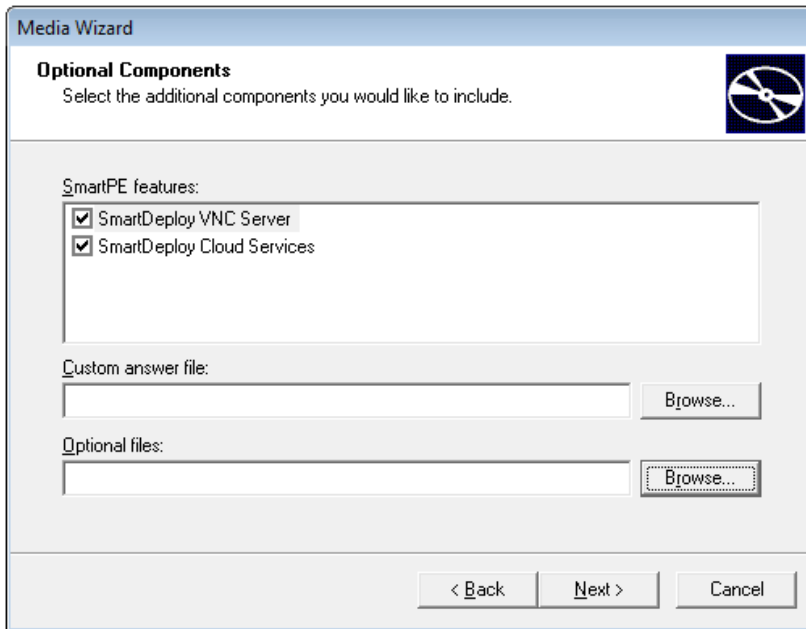 Media Wizard
Optional Components
Select the additional components you would like to include.
SmartPE features:
SmartDeploy VNC Server
SmartDeploy Cloud Services
Custom answer file:
Browse...
Optional files:
Browse...
< Back Next > Cancel